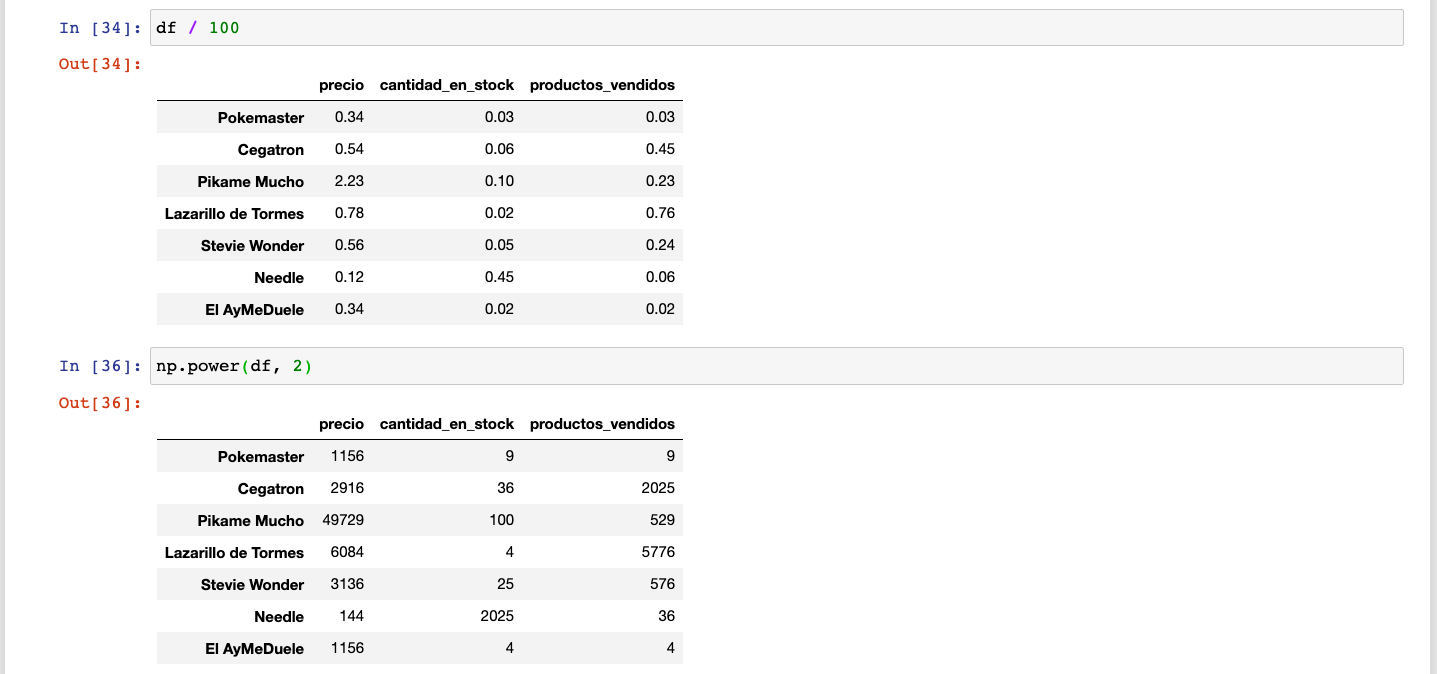 In [34]: df / 100
Out[34]:
precio cantidad_en_stock productos_vendidos
Pokemaster 0.34 0.03 0.03
Cegatron 0.54 0.06 0.45
Pikame Mucho 2.23 0.10 0.23
Lazarillo de Tormes 0.78 0.02 0.76
Stevie Wonder 0.56 0.05 0.24
Needle 0.12 0.45 0.06
El AyMeDuele 0.34 0.02 0.02
In [36]: np.power(df, 2)
Out[36]:
precio cantidad_en_stock productos_vendidos
Pokemaster 1156 9 9
Cegatron 2916 36 2025
Pikame Mucho 49729 100 529
Lazarillo de Tormes 6084 4 5776
Stevie Wonder 3136 25 576
Needle 144 2025 36
El AyMeDuele 1156 4 4